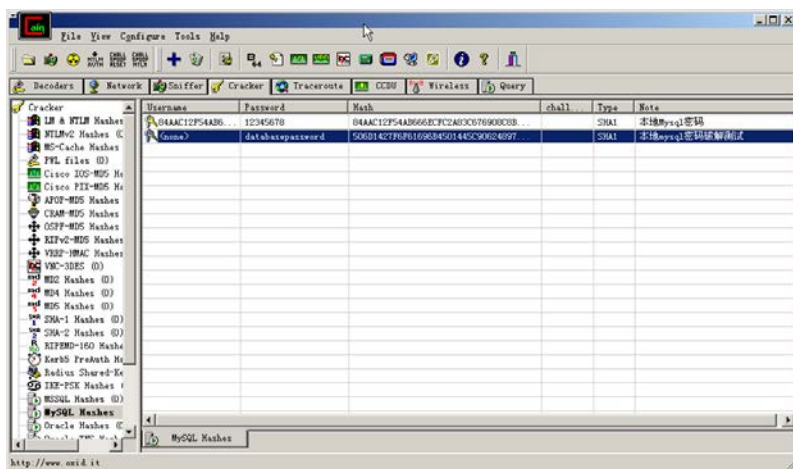 Cain
File View Configure Tools Help
Decoders Network Sniffer Cracker Traceroute CCDU Wireless Query
Cracker
LM & NTLM Hashes
NTLMv2 Hashes (
MS-Cache Hashes
PWL files (0)
Cisco IOS-MD5 Ha
Cisco PIX-MD5 Ha
APOP-MD5 Hashes
CRAM-MD5 Hashes
OSPF-MD5 Hashes
RIPv2-MD5 Hashes
VRRP-HMAC Hashes
VNC-3DES (0)
MD2 Hashes (0)
MD4 Hashes (0)
MD5 Hashes (0)
SHA-1 Hashes (0)
SHA-2 Hashes (0)
RIPEMD-160 Hashe
Kerb5 PreAuth Ha
Radius Shared-Ke
IKE-PSK Hashes
MSSQL Hashes (0)
MySQL Hashes
Oracle Hashes (
Username Password Hash chall... Type Note
84AAC12F54AB6... 12345678 84AAC12F54AB666ECFC2A83C676908C8B... SHA1 本地Mysql密码
(none) databasepassword 506D1427F6F61696B4501445C90624897... SHA1 本地Mysql密码破解测试
MySQL Hashes
http://www.oxid.it